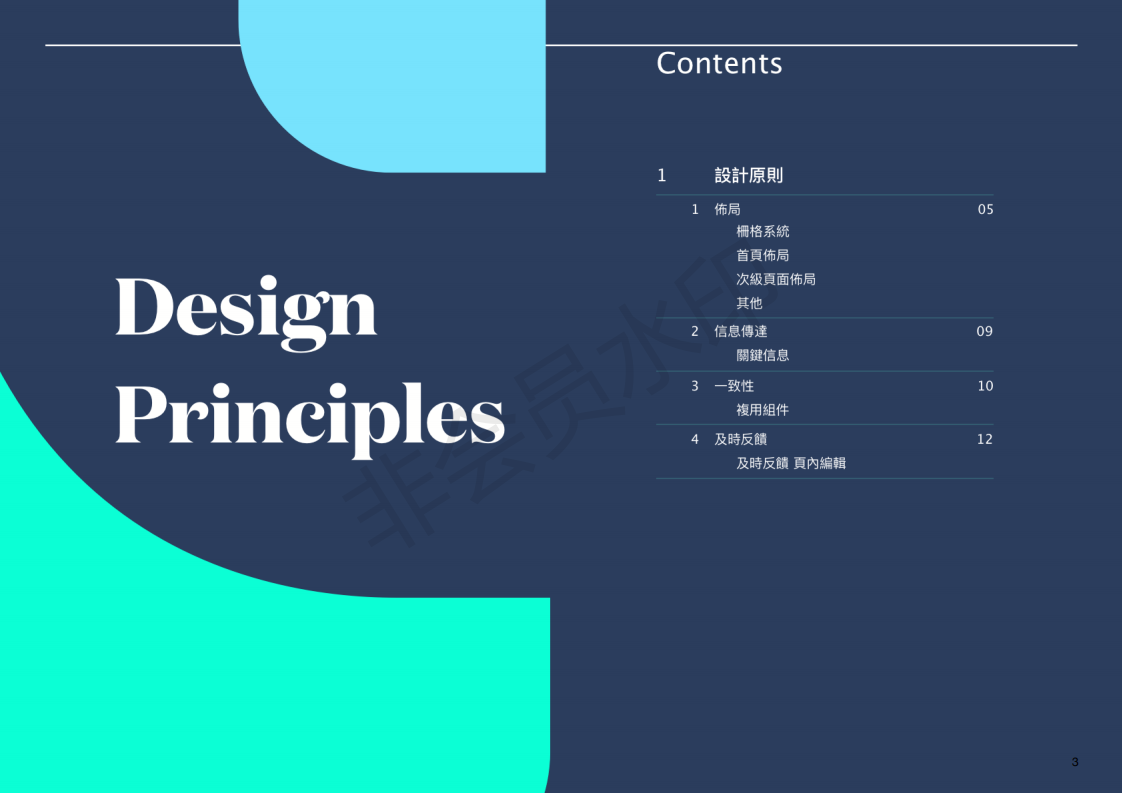 Design
Principles
Contents
1 設計原則
1 佈局 05
柵格系統
首頁佈局
次級頁面佈局
其他
2 信息傳達 09
關鍵信息
3 一致性 10
複用組件
4 及時反饋 12
及時反饋 頁內編輯
非会员水印
3